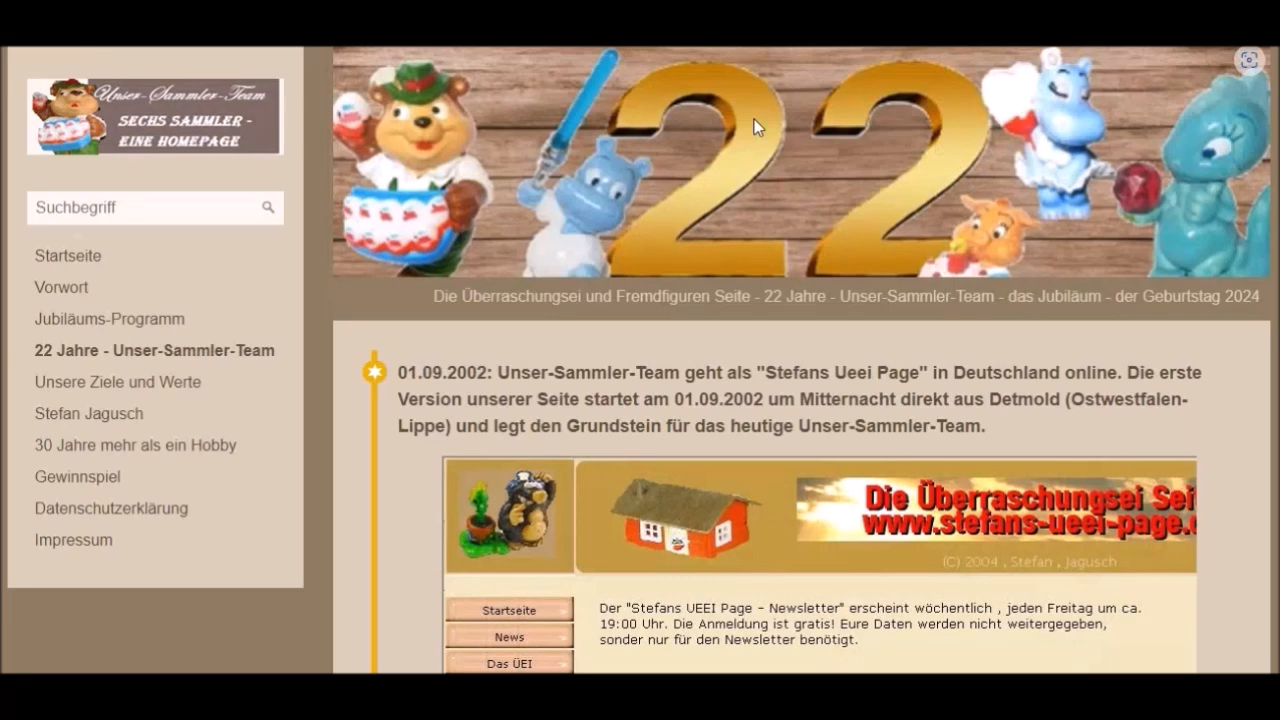 Unser-Sammler-Team
SECHS SAMMLER -
EINE HOMEPAGE
Suchbegriff
Startseite
Vorwort
Jubiläums-Programm
22 Jahre - Unser-Sammler-Team
Unsere Ziele und Werte
Stefan Jagusch
30 Jahre mehr als ein Hobby
Gewinnspiel
Datenschutzerklärung
Impressum
22
Die Überraschungsei und Fremdfiguren Seite - 22 Jahre - Unser-Sammler-Team - das Jubiläum - der Geburtstag 2024
01.09.2002: Unser-Sammler-Team geht als "Stefans Ueei Page" in Deutschland online. Die erste
Version unserer Seite startet am 01.09.2002 um Mitternacht direkt aus Detmold (Ostwestfalen-
Lippe) und legt den Grundstein für das heutige Unser-Sammler-Team.
Die Überraschungsei Sei
www.stefans-ueei-page.
(C) 2004 , Stefan , Jagusch
Startseite
News
Das ÜEI
Der "Stefans UEEI Page - Newsletter" erscheint wöchentlich , jeden Freitag um ca.
19:00 Uhr. Die Anmeldung ist gratis! Eure Daten werden nicht weitergegeben,
sonder nur für den Newsletter benötigt.